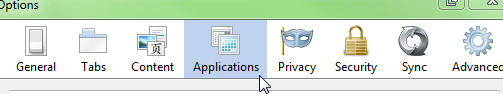 Options
General Tabs Content Applications Privacy Security Sync Advanced